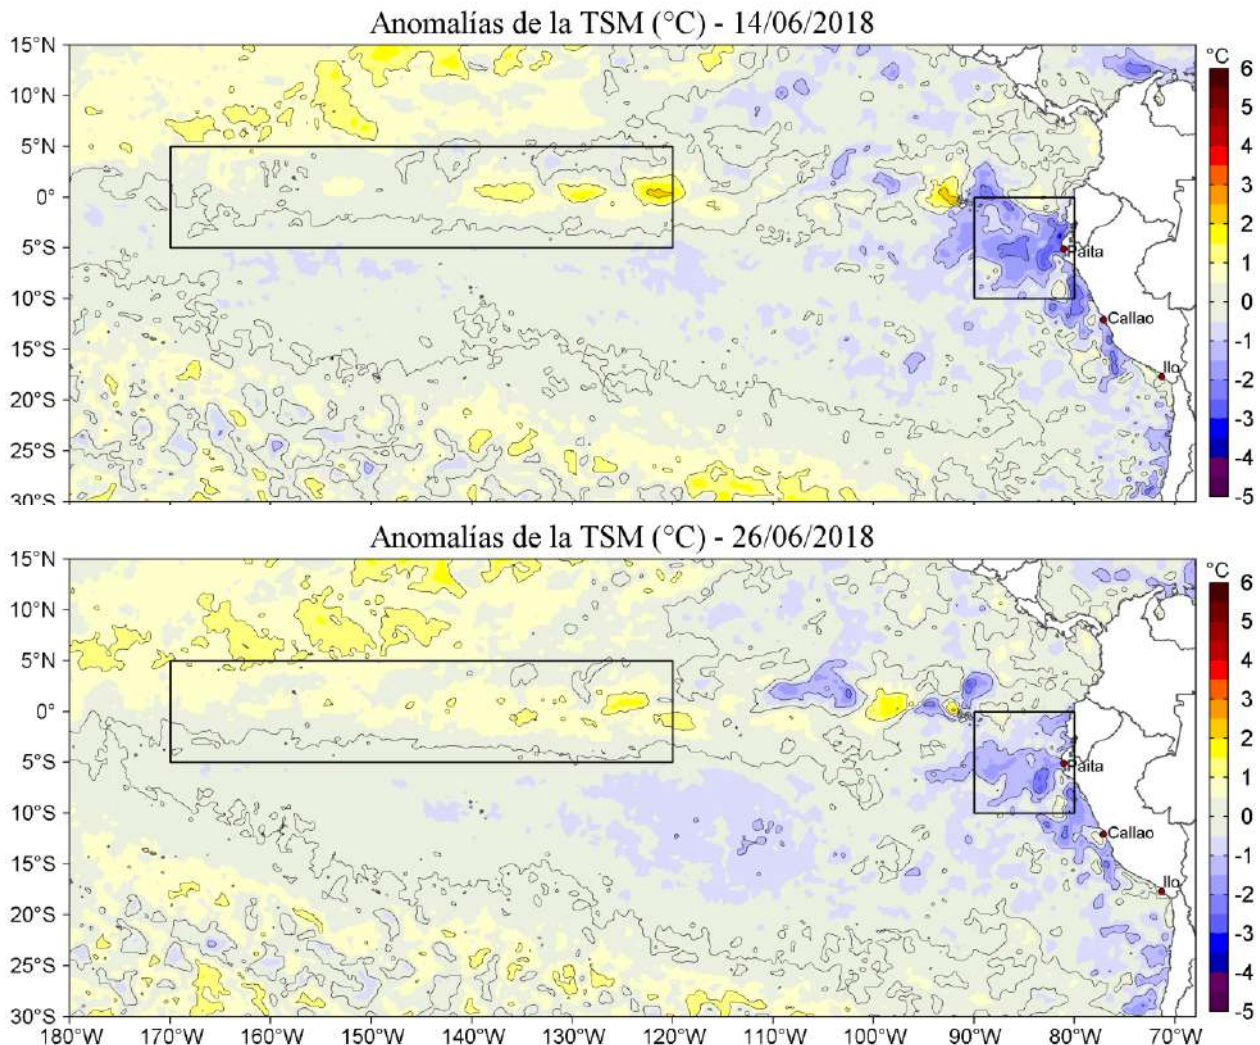 Anomalías de la TSM (°C) - 14/06/2018
15°N
10°N
5°N
0°
5°S
10°S
15°S
20°S
25°S
30°S
Paita
Callao
Ilo
°C
6
5
4
3
2
1
0
-1
-2
-3
-4
-5
Anomalías de la TSM (°C) - 26/06/2018
15°N
10°N
5°N
0°
5°S
10°S
15°S
20°S
25°S
30°S
Paita
Callao
Ilo
°C
6
5
4
3
2
1
0
-1
-2
-3
-4
-5
180°W 170°W 160°W 150°W 140°W 130°W 120°W 110°W 100°W 90°W 80°W 70°W